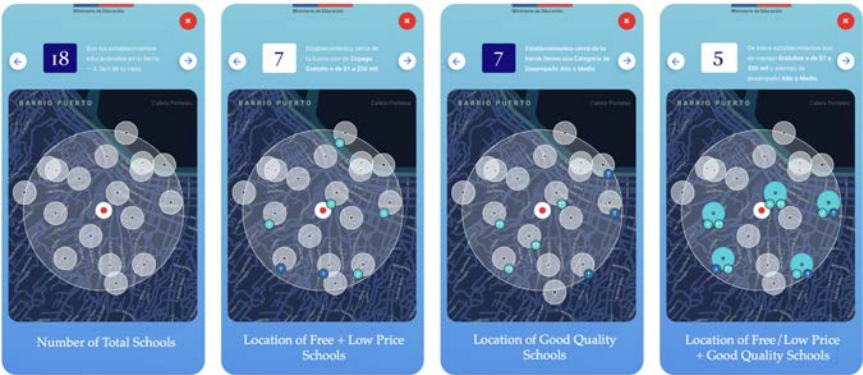 Ministerio de Educación
18
Son los establecimientos
educacionales en tu barrio
BARRIO PUERTO
Caleta Portales
Number of Total Schools
Ministerio de Educación
7
Establecimientos cerca de
tu barrio son de Copago
Gratuito o de $1 a $50 mil
BARRIO PUERTO
Caleta Portales
Location of Free + Low Price
Schools
Ministerio de Educación
7
Establecimientos cerca de tu
barrio tienen una Categoría de
Desempeño Alto o Medio
BARRIO PUERTO
Caleta Portales
Location of Good Quality
Schools
Ministerio de Educación
5
De estos establecimientos son
de copago Gratuitos o de $1 a
$50 mil y además de
desempeño Alto o Medio
BARRIO PUERTO
Caleta Portales
Location of Free/Low Price
+ Good Quality Schools